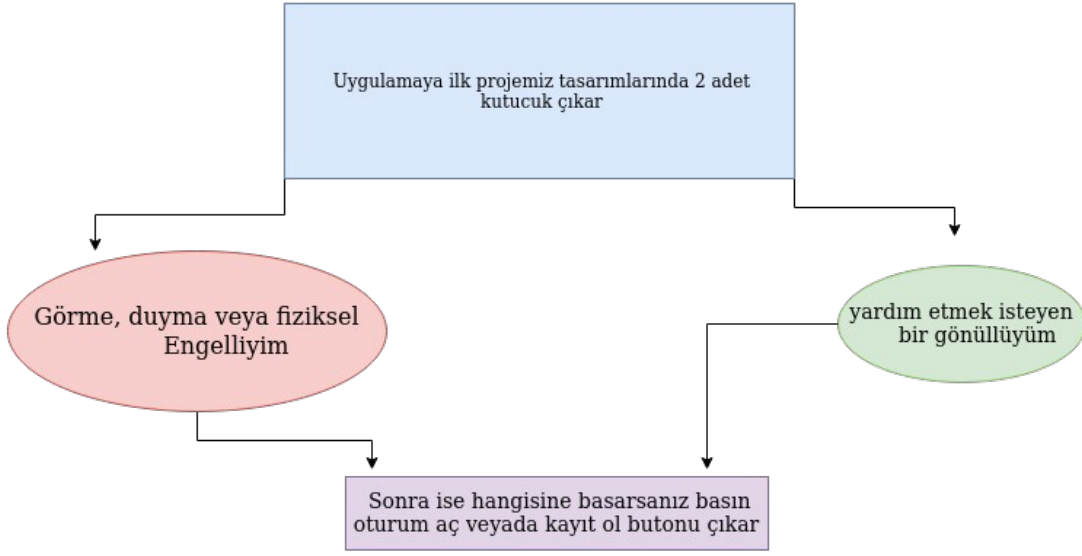 Uygulamaya ilk projemiz tasarımlarında 2 adet
kutucuk çıkar
Görme, duyma veya fiziksel
Engelliyim
yardım etmek isteyen
bir gönüllüyüm
Sonra ise hangisine basarsanız basın
oturum aç veyada kayıt ol butonu çıkar